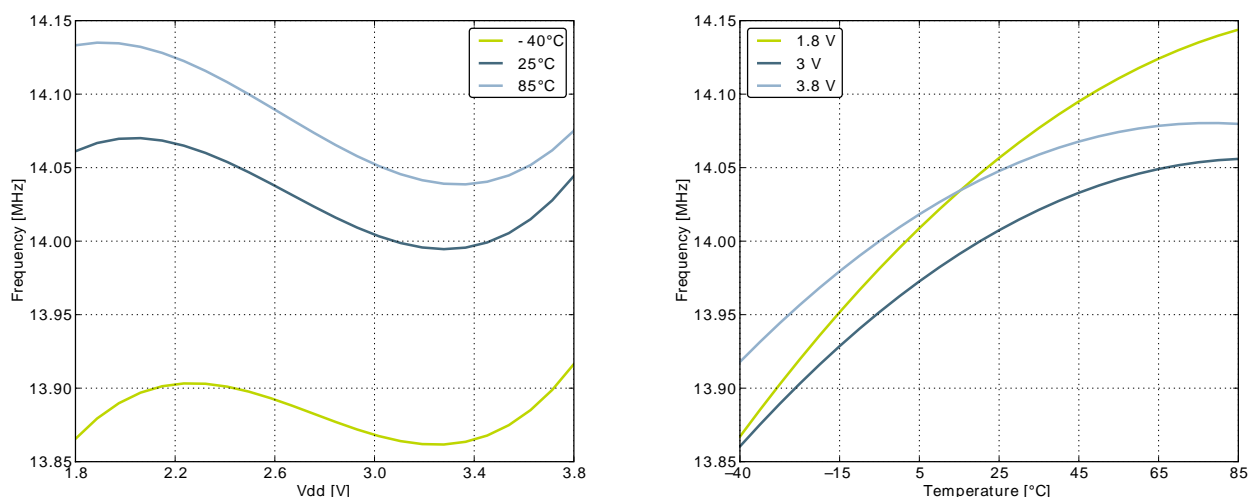 14.15
14.10
14.05
14.00
13.95
13.90
13.85
Frequency [MHz]
- 40°C
25°C
85°C
1.8
2.2
2.6
3.0
3.4
3.8
Vdd [V]
14.15
14.10
14.05
14.00
13.95
13.90
13.85
Frequency [MHz]
1.8 V
3 V
3.8 V
–40
–15
5
25
45
65
85
Temperature [°C]